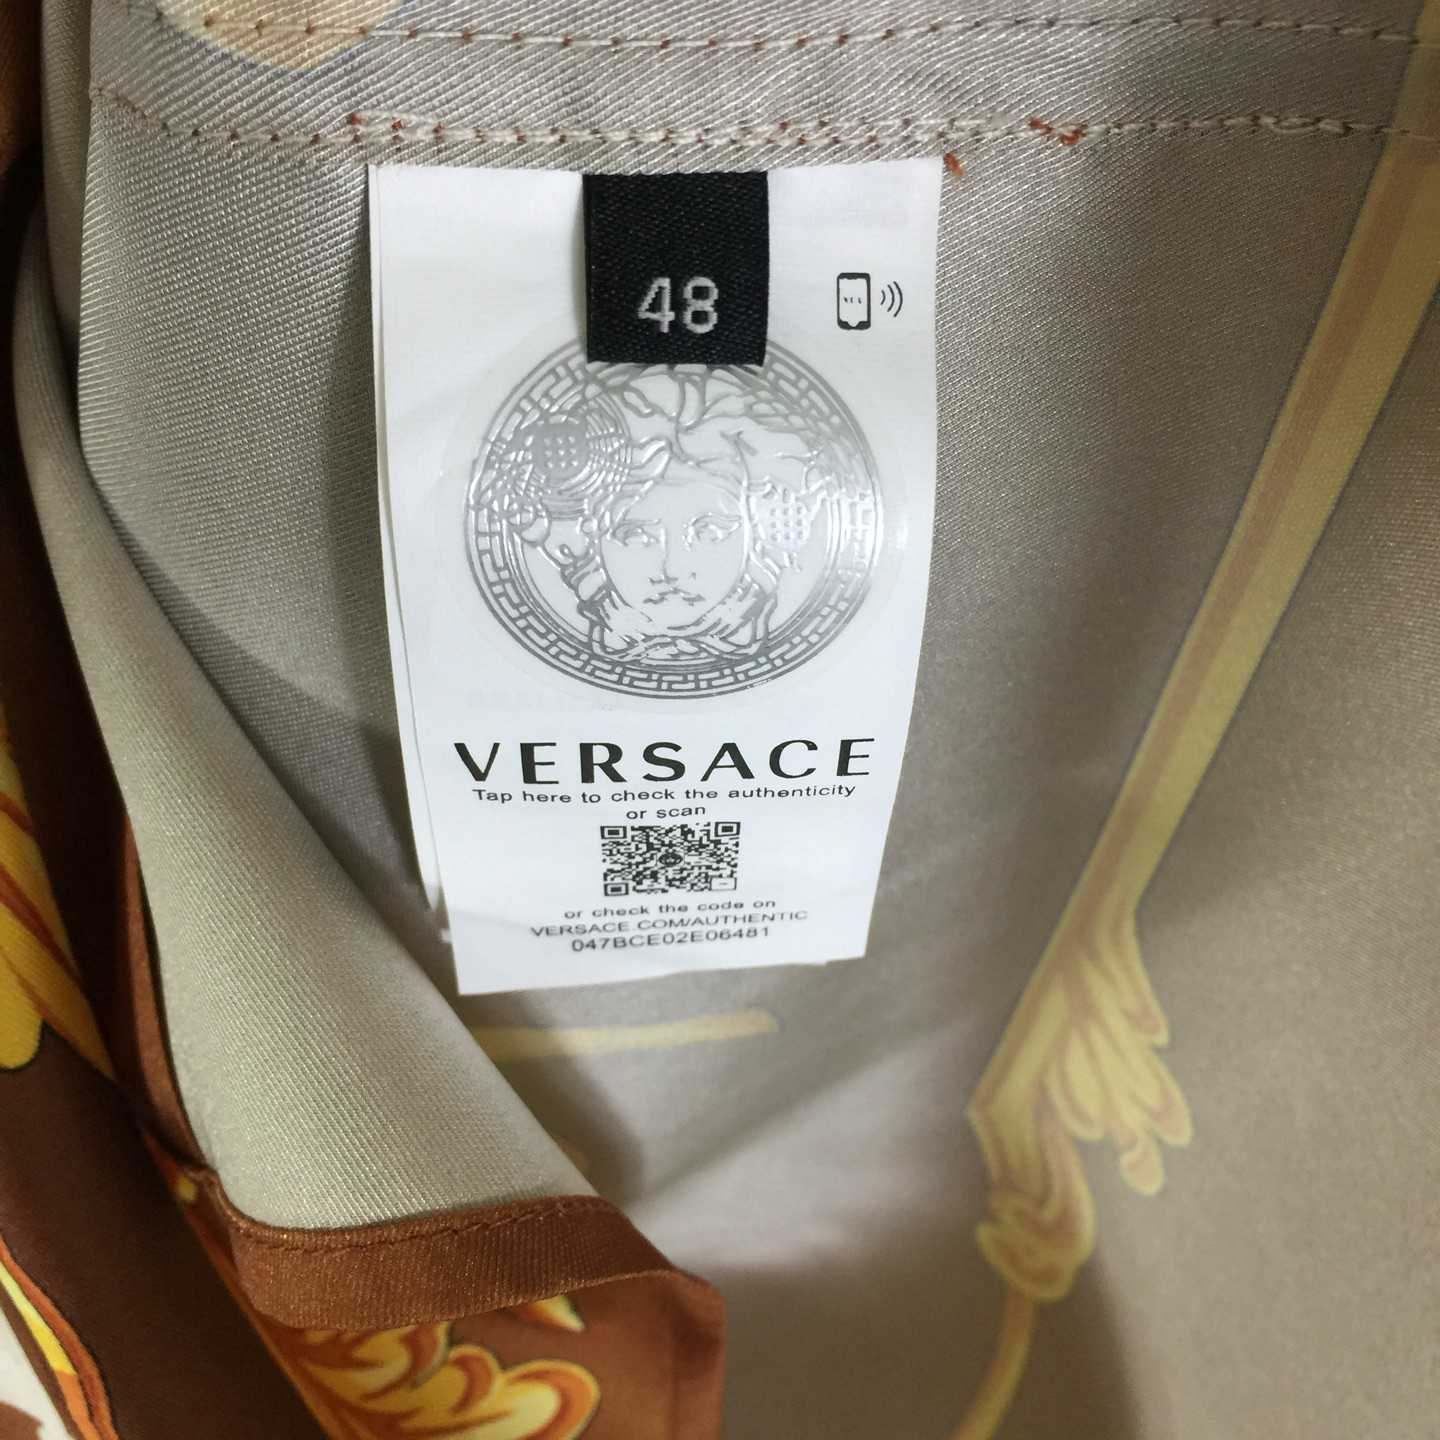 48
VERSACE
Tap here to check the authenticity
or scan
or check the code on
VERSACE.COM/AUTHENTIC
047BCE02E06481